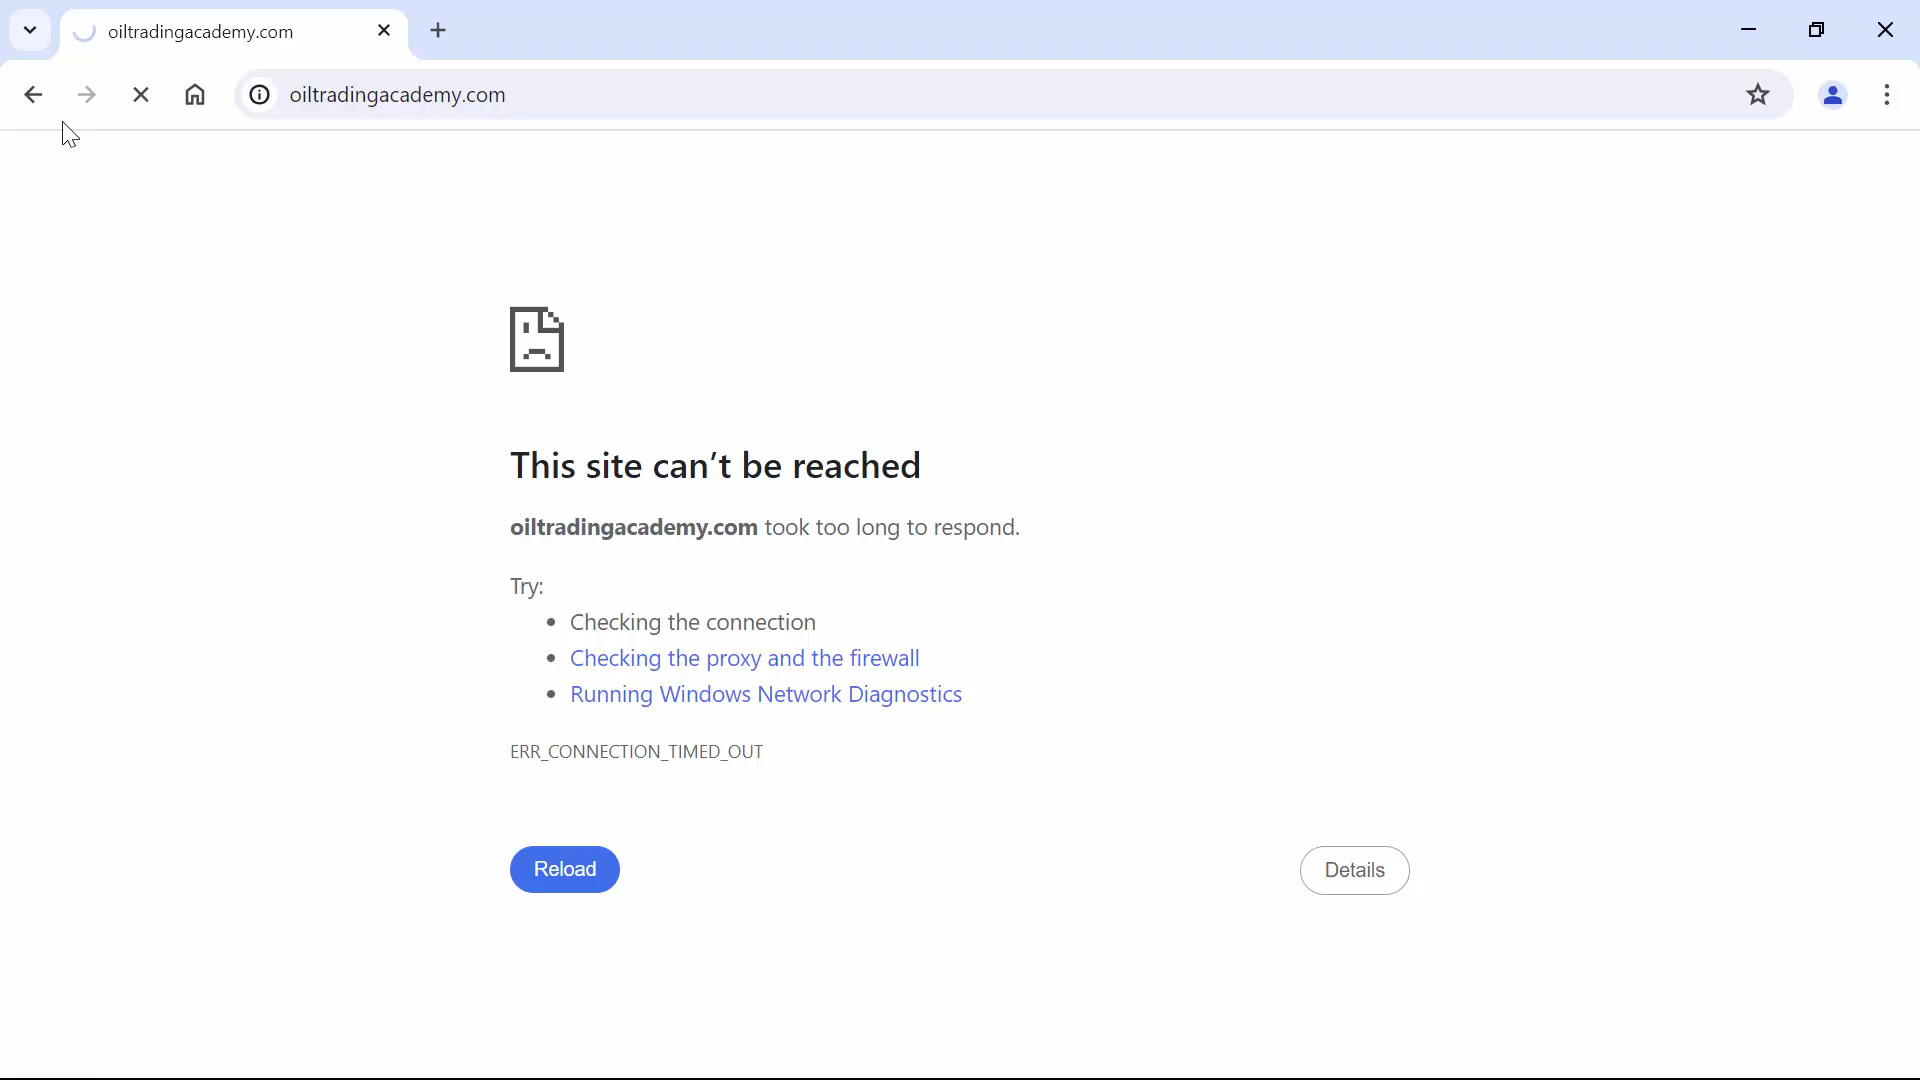 oiltradingacademy.com
oiltradingacademy.com
This site can’t be reached
oiltradingacademy.com took too long to respond.
Try:
• Checking the connection
• Checking the proxy and the firewall
• Running Windows Network Diagnostics
ERR_CONNECTION_TIMED_OUT
Reload
Details